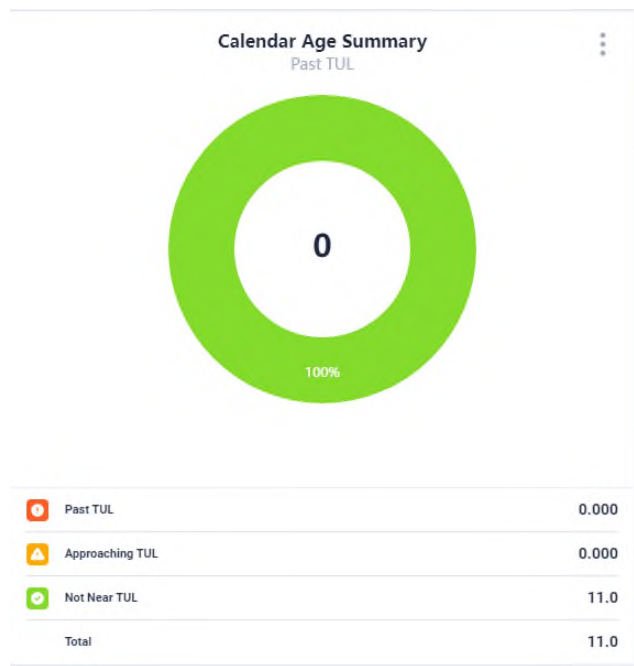 Calendar Age Summary
Past TUL
0
100%
Past TUL 0.000
Approaching TUL 0.000
Not Near TUL 11.0
Total 11.0